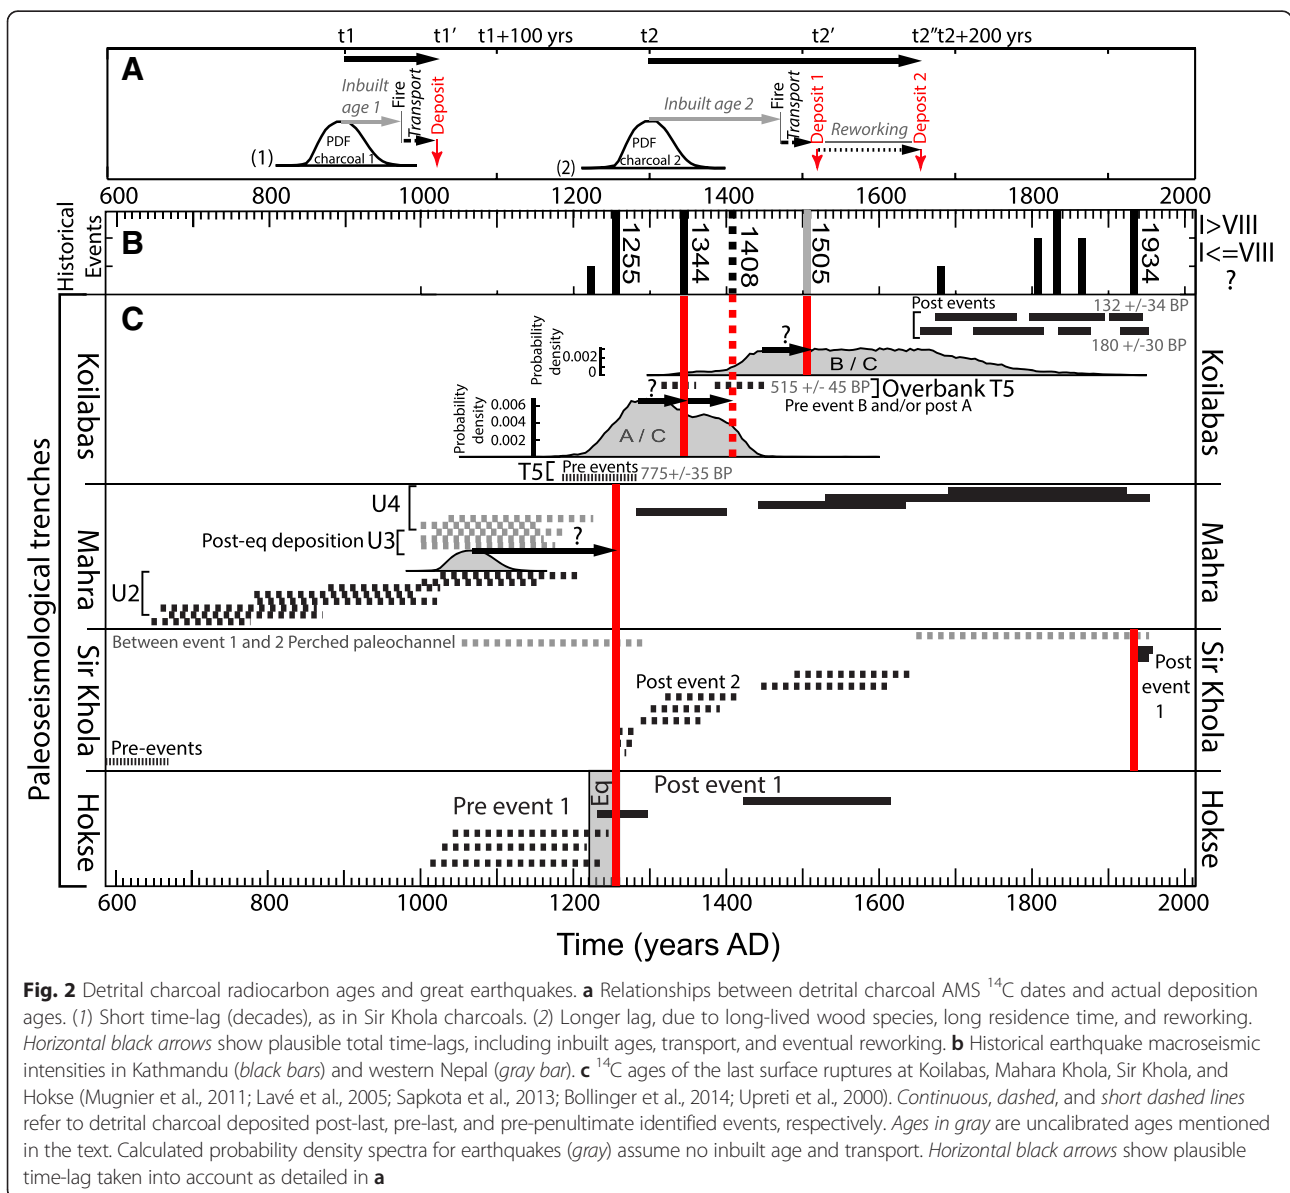 t1 t1′ t1+100 yrs t2 t2′ t2″t2+200 yrs
A
Inbuilt
age 1
Fire
Transport
Deposit
(1)
PDF
charcoal 1
Inbuilt age 2
Fire
Transport
Deposit 1
Reworking
Deposit 2
(2)
PDF
charcoal 2
600 800 1000 1200 1400 1600 1800 2000
Historical
Events
B
1255
1344
1408
1505
1934
I>VIII
I<=VIII
?
Paleoseismological trenches
C
Koilabas
Post events
132 +/-34 BP
180 +/-30 BP
Probability
density
0.002
0
?
B / C
?
515 +/- 45 BP]Overbank T5
Pre event B and/or post A
Probability
density
0.006
0.004
0.002
A / C
T5[ Pre events 775+/-35 BP
Koilabas
Mahra
U4
Post-eq deposition U3
?
U2
Mahra
Sir Khola
Between event 1 and 2 Perched paleochannel
Post event 2
Post
event
1
Pre-events
Sir Khola
Hokse
Pre event 1
Eq
Post event 1
Hokse
600 800 1000 1200 1400 1600 1800 2000
Time (years AD)
Fig. 2 Detrital charcoal radiocarbon ages and great earthquakes. a Relationships between detrital charcoal AMS ¹⁴C dates and actual deposition
ages. (1) Short time-lag (decades), as in Sir Khola charcoals. (2) Longer lag, due to long-lived wood species, long residence time, and reworking.
Horizontal black arrows show plausible total time-lags, including inbuilt ages, transport, and eventual reworking. b Historical earthquake macroseismic
intensities in Kathmandu (black bars) and western Nepal (gray bar). c ¹⁴C ages of the last surface ruptures at Koilabas, Mahara Khola, Sir Khola, and
Hokse (Mugnier et al., 2011; Lavé et al., 2005; Sapkota et al., 2013; Bollinger et al., 2014; Upreti et al., 2000). Continuous, dashed, and short dashed lines
refer to detrital charcoal deposited post-last, pre-last, and pre-penultimate identified events, respectively. Ages in gray are uncalibrated ages mentioned
in the text. Calculated probability density spectra for earthquakes (gray) assume no inbuilt age and transport. Horizontal black arrows show plausible
time-lag taken into account as detailed in a